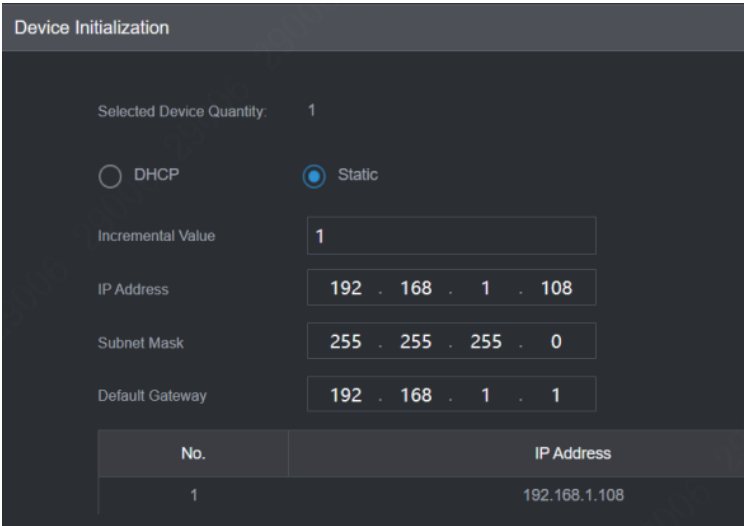 Device Initialization
Selected Device Quantity: 1
DHCP Static
Incremental Value 1
IP Address 192 . 168 . 1 . 108
Subnet Mask 255 . 255 . 255 . 0
Default Gateway 192 . 168 . 1 . 1
No. IP Address
1 192.168.1.108